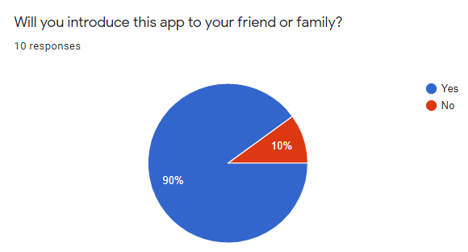 Will you introduce this app to your friend or family?
10 responses
Yes
No
10%
90%